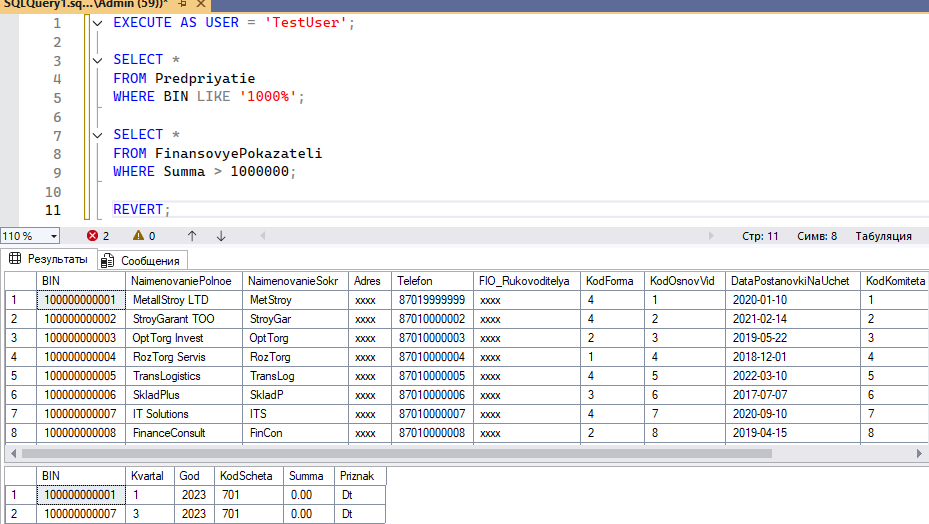 SQLQuery1.sq...\Admin (59))*
1 EXECUTE AS USER = 'TestUser';
2
3 SELECT *
4 FROM Predpriyatie
5 WHERE BIN LIKE '1000%';
6
7 SELECT *
8 FROM FinansovyePokazateli
9 WHERE Summa > 1000000;
10
11 REVERT;
110 % 2 0 Стр: 11 Симв: 8 Табуляция
Результаты Сообщения
BIN NaimenovaniePolnoe NaimenovanieSokr Adres Telefon FIO_Rukovoditelya KodForma KodOsnovVid DataPostanovkiNaUchet KodKomiteta
1 100000000001 MetallStroy LTD MetStroy xxxx 87019999999 xxxx 4 1 2020-01-10 1
2 100000000002 StroyGarant TOO StroyGar xxxx 87010000002 xxxx 4 2 2021-02-14 2
3 100000000003 OptTorg Invest OptTorg xxxx 87010000003 xxxx 2 3 2019-05-22 3
4 100000000004 RozTorg Servis RozTorg xxxx 87010000004 xxxx 1 4 2018-12-01 4
5 100000000005 TransLogistics TransLog xxxx 87010000005 xxxx 4 5 2022-03-10 5
6 100000000006 SkladPlus SkladP xxxx 87010000006 xxxx 3 6 2017-07-07 6
7 100000000007 IT Solutions ITS xxxx 87010000007 xxxx 4 7 2020-09-10 7
8 100000000008 FinanceConsult FinCon xxxx 87010000008 xxxx 2 8 2019-04-15 8
BIN Kvartal God KodScheta Summa Priznak
1 100000000001 1 2023 701 0.00 Dt
2 100000000007 3 2023 701 0.00 Dt